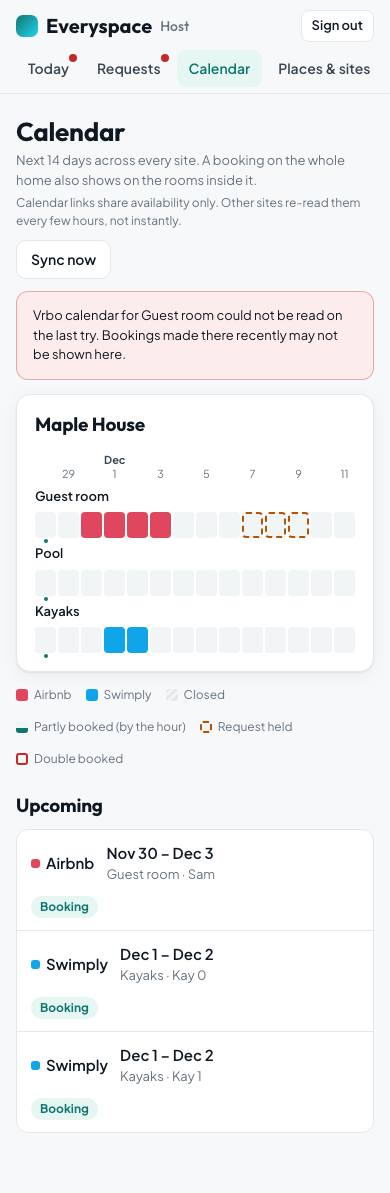 Everyspace Host
Sign out
Today
Requests
Calendar
Places & sites
Calendar
Next 14 days across every site. A booking on the whole
home also shows on the rooms inside it.
Calendar links share availability only. Other sites re-read them
every few hours, not instantly.
Sync now
Vrbo calendar for Guest room could not be read on
the last try. Bookings made there recently may not
be shown here.
Maple House
Dec
29 1 3 5 7 9 11
Guest room
Pool
Kayaks
Airbnb
Swimply
Closed
Partly booked (by the hour)
Request held
Double booked
Upcoming
Airbnb
Nov 30 – Dec 3
Guest room · Sam
Booking
Swimply
Dec 1 – Dec 2
Kayaks · Kay 0
Booking
Swimply
Dec 1 – Dec 2
Kayaks · Kay 1
Booking